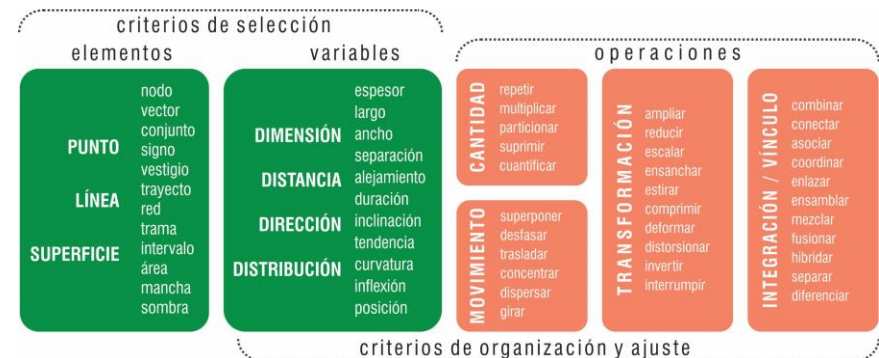 criterios de selección
elementos
variables
operaciones
PUNTO
LÍNEA
SUPERFICIE
nodo
vector
conjunto
signo
vestigio
trayecto
red
trama
intervalo
área
mancha
sombra
DIMENSIÓN
DISTANCIA
DIRECCIÓN
DISTRIBUCIÓN
espesor
largo
ancho
separación
alejamiento
duración
inclinación
tendencia
curvatura
inflexión
posición
CANTIDAD
repetir
multiplicar
particionar
suprimir
cuantificar
MOVIMIENTO
superponer
desfasar
trasladar
concentrar
dispersar
girar
TRANSFORMACIÓN
ampliar
reducir
escalar
ensanchar
estirar
comprimir
deformar
distorsionar
invertir
interrumpir
INTEGRACIÓN / VÍNCULO
combinar
conectar
asociar
coordinar
enlazar
ensamblar
mezclar
fusionar
hibridar
separar
diferenciar
criterios de organización y ajuste